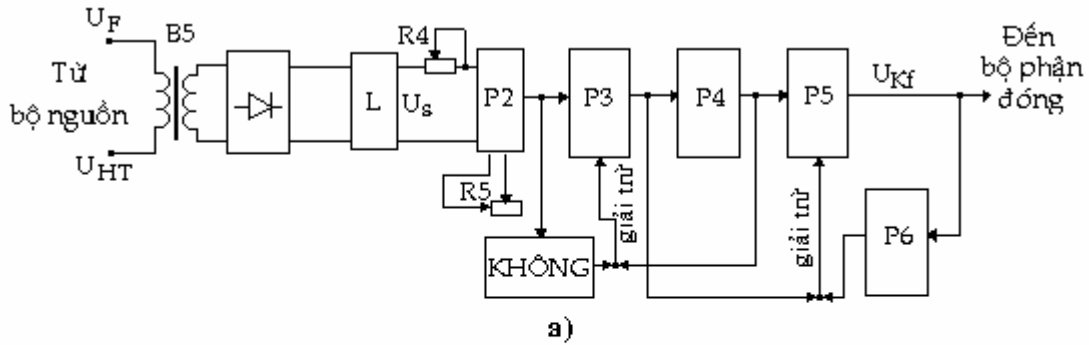 U_F
B5
Từ
bộ nguồn
U_HT
L
R4
U_s
P2
R5
KHÔNG
P3
giải trừ
P4
P5
giải trừ
U_Kf
P6
Đến
bộ phận
đóng
a)